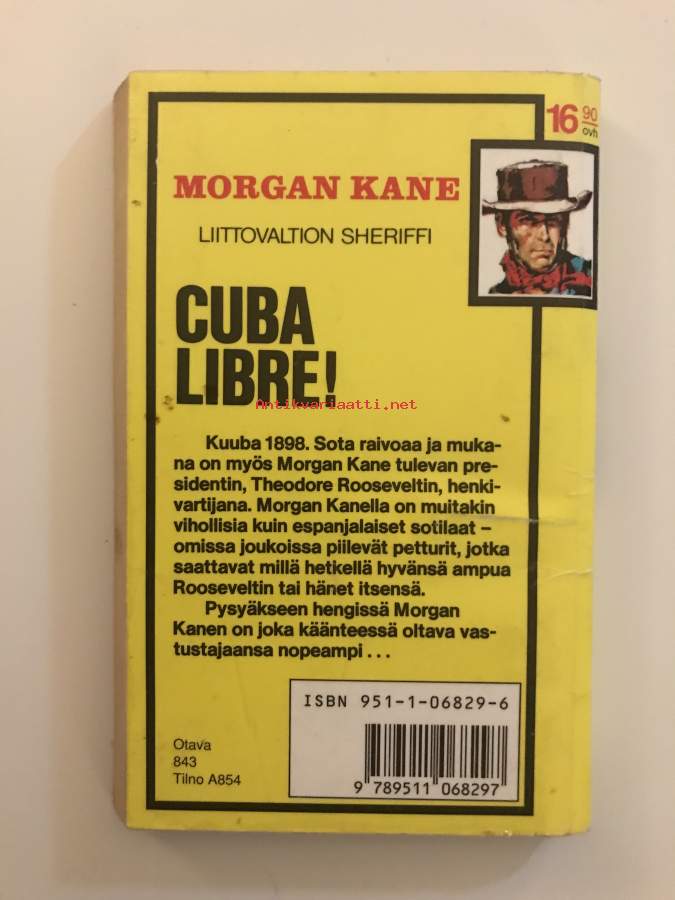 16 90
ovh
MORGAN KANE
LIITTOVALTION SHERIFFI
CUBA
LIBRE!
Antikvariaatti.net
Kuuba 1898. Sota raivoaa ja muka-
na on myös Morgan Kane tulevan pre-
sidentin, Theodore Rooseveltin, henki-
vartijana. Morgan Kanella on muitakin
vihollisia kuin espanjalaiset sotilaat –
omissa joukoissa piilevät petturit, jotka
saattavat millä hetkellä hyvänsä ampua
Rooseveltin tai hänet itsensä.
Pysyäkseen hengissä Morgan
Kanen on joka käänteessä oltava vas-
tustajaansa nopeampi . . .
ISBN 951-1-06829-6
Otava
843
Tilno A854
9 789511 068297